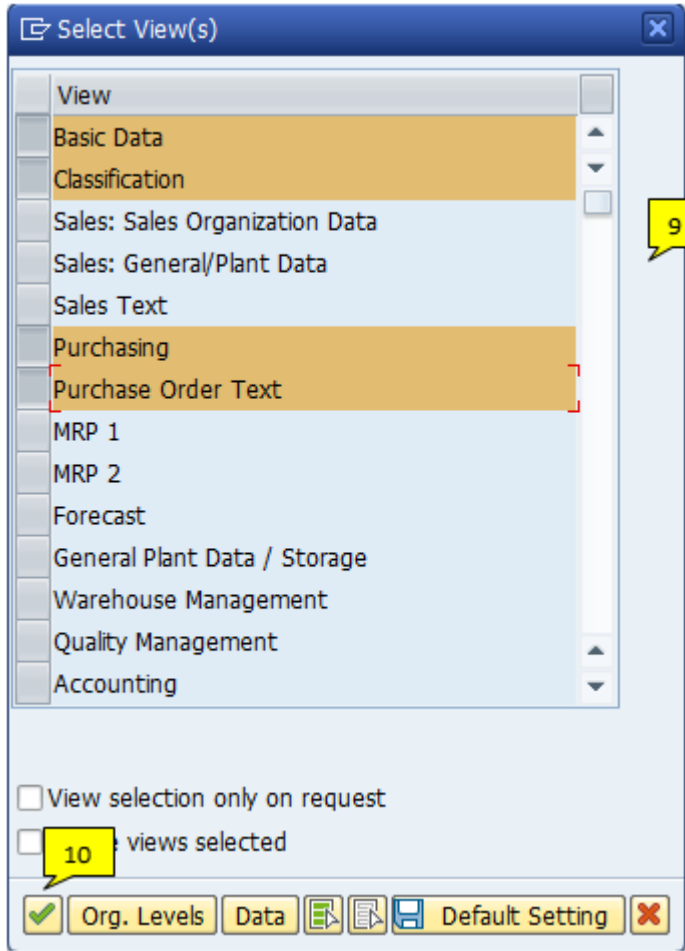 Select View(s)
View
Basic Data
Classification
Sales: Sales Organization Data
Sales: General/Plant Data
9
Sales Text
Purchasing
Purchase Order Text
MRP 1
MRP 2
Forecast
General Plant Data / Storage
Warehouse Management
Quality Management
Accounting
View selection only on request
views selected
10
Org. Levels Data Default Setting